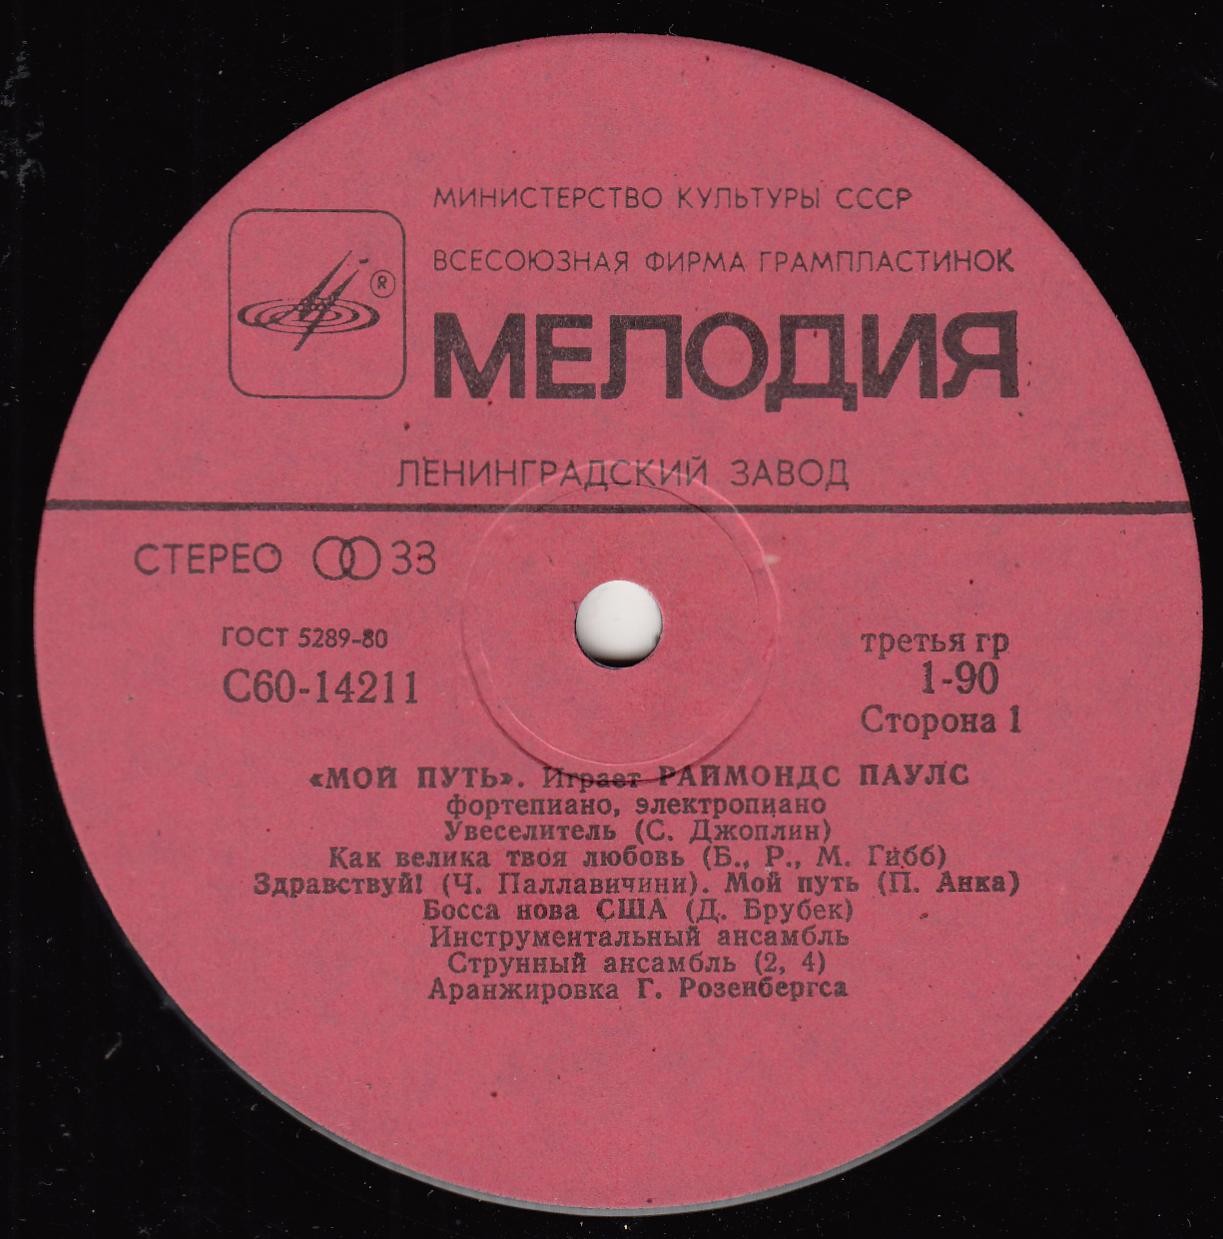 МИНИСТЕРСТВО КУЛЬТУРЫ СССР
ВСЕСОЮЗНАЯ ФИРМА ГРАМПЛАСТИНОК
®
МЕЛОДИЯ
ЛЕНИНГРАДСКИЙ ЗАВОД
СТЕРЕО 33
ГОСТ 5289-80
С60-14211
третья гр
1-90
Сторона 1
«МОЙ ПУТЬ». Играет РАЙМОНДС ПАУЛС
фортепиано, электропиано
Увеселитель (С. Джоплин)
Как велика твоя любовь (Б., Р., М. Гибб)
Здравствуй! (Ч. Паллавичини). Мой путь (П. Анка)
Босса нова США (Д. Брубек)
Инструментальный ансамбль
Струнный ансамбль (2, 4)
Аранжировка Г. Розенбергса